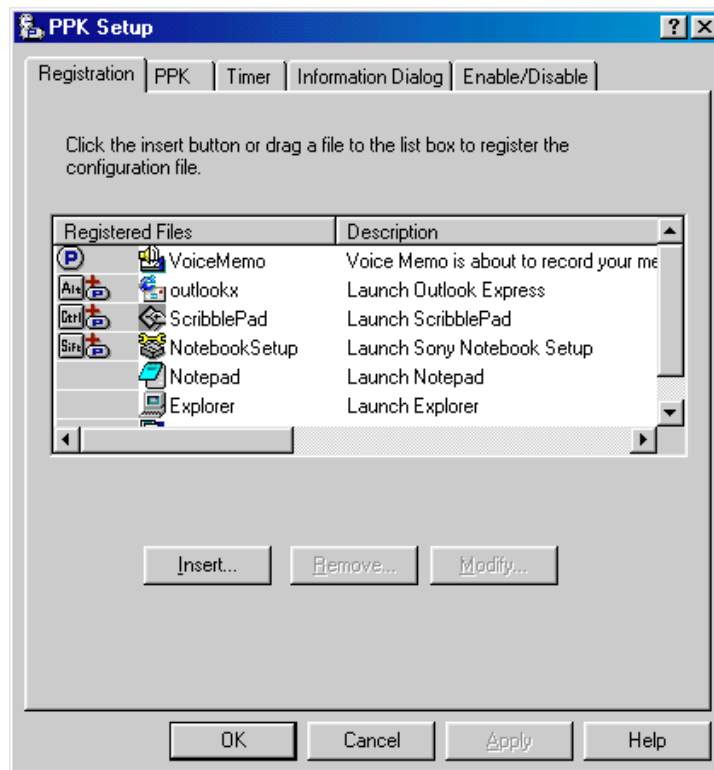 PPK Setup
Registration PPK Timer Information Dialog Enable/Disable
Click the insert button or drag a file to the list box to register the
configuration file.
Registered Files Description
P VoiceMemo Voice Memo is about to record your me
Alt P outlookx Launch Outlook Express
Ctrl P ScribblePad Launch ScribblePad
Sift P NotebookSetup Launch Sony Notebook Setup
Notepad Launch Notepad
Explorer Launch Explorer
Insert... Remove... Modify...
OK Cancel Apply Help